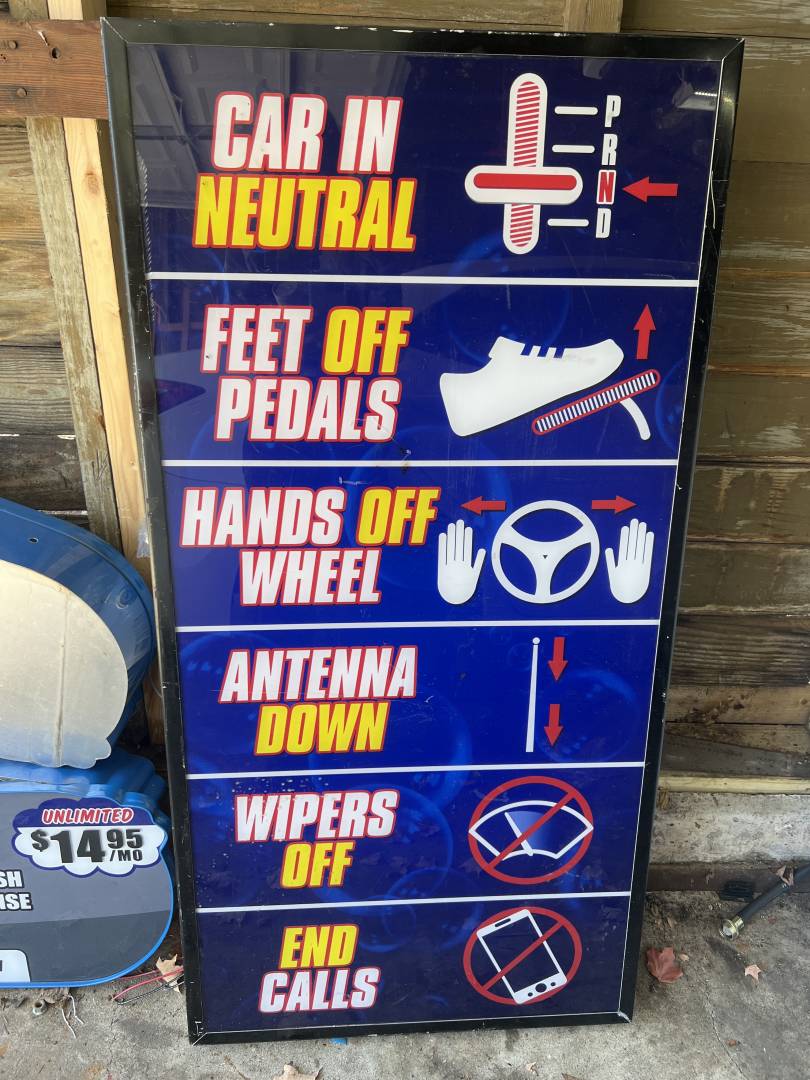 CAR IN
NEUTRAL
P
R
N
D
FEET OFF
PEDALS
HANDS OFF
WHEEL
ANTENNA
DOWN
WIPERS
OFF
END
CALLS
UNLIMITED
$14.95
/MO